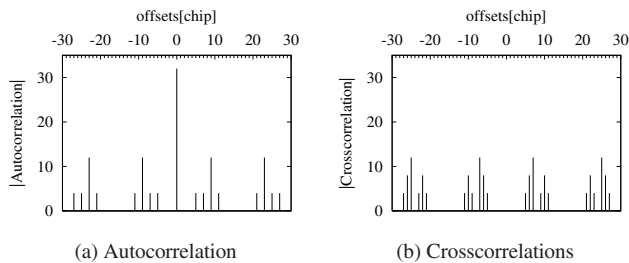 offsets[chip]
-30 -20 -10 0 10 20 30
|Autocorrelation|
30
20
10
0
(a) Autocorrelation
offsets[chip]
-30 -20 -10 0 10 20 30
|Crosscorrelation|
30
20
10
0
(b) Crosscorrelations